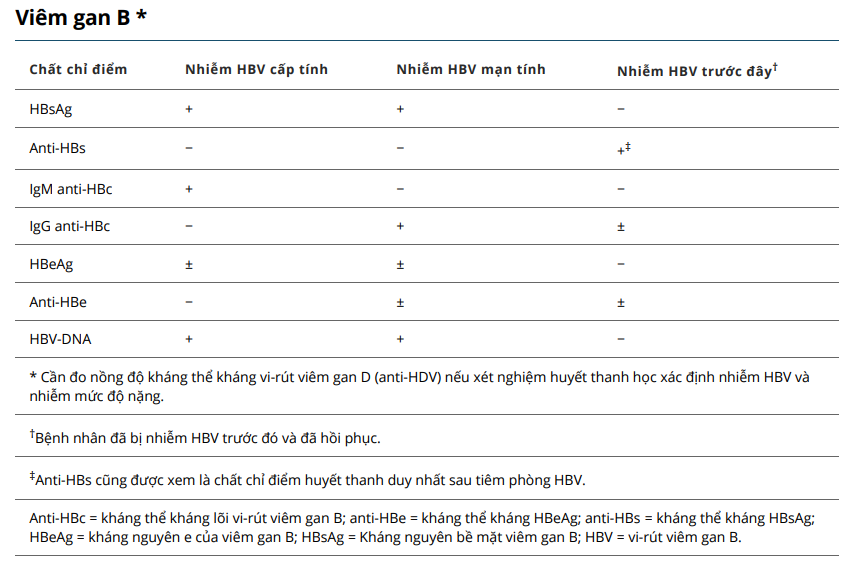 Viêm gan B *
Chất chỉ điểm Nhiễm HBV cấp tính Nhiễm HBV mạn tính Nhiễm HBV trước đây†
HBsAg + + −
Anti-HBs − − +‡
IgM anti-HBc + − −
IgG anti-HBc − + ±
HBeAg ± ± −
Anti-HBe − ± ±
HBV-DNA + + −
* Cần đo nồng độ kháng thể kháng vi-rút viêm gan D (anti-HDV) nếu xét nghiệm huyết thanh học xác định nhiễm HBV và
nhiễm mức độ nặng.
†Bệnh nhân đã bị nhiễm HBV trước đó và đã hồi phục.
‡Anti-HBs cũng được xem là chất chỉ điểm huyết thanh duy nhất sau tiêm phòng HBV.
Anti-HBc = kháng thể kháng lõi vi-rút viêm gan B; anti-HBe = kháng thể kháng HBeAg; anti-HBs = kháng thể kháng HBsAg;
HBeAg = kháng nguyên e của viêm gan B; HBsAg = Kháng nguyên bề mặt viêm gan B; HBV = vi-rút viêm gan B.